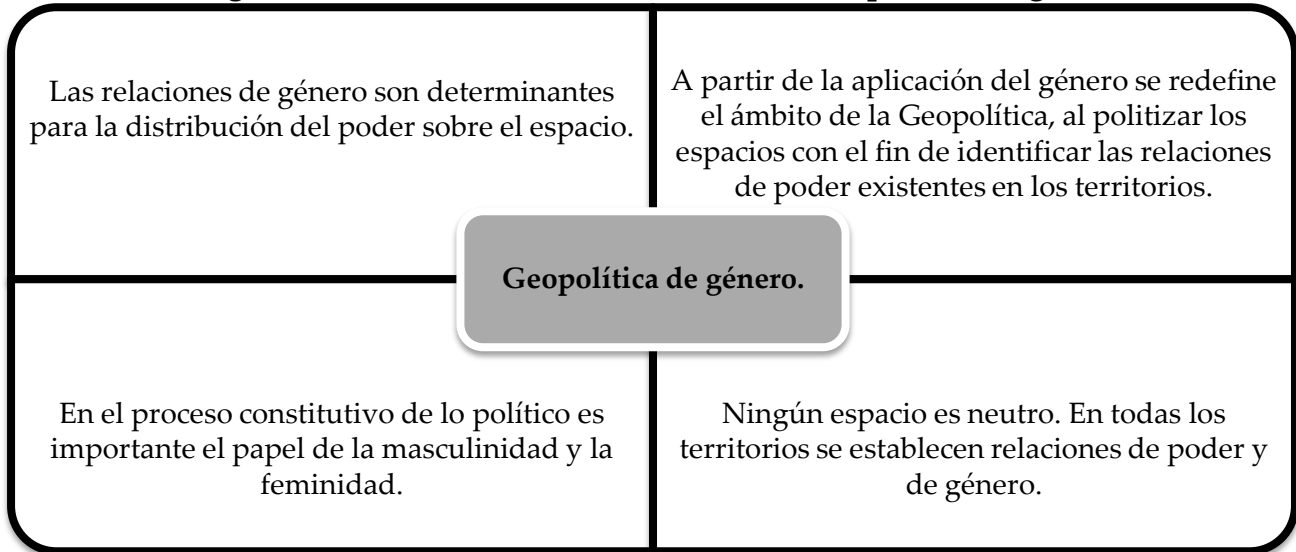 Las relaciones de género son determinantes
para la distribución del poder sobre el espacio.
A partir de la aplicación del género se redefine
el ámbito de la Geopolítica, al politizar los
espacios con el fin de identificar las relaciones
de poder existentes en los territorios.
Geopolítica de género.
En el proceso constitutivo de lo político es
importante el papel de la masculinidad y la
feminidad.
Ningún espacio es neutro. En todas los
territorios se establecen relaciones de poder y
de género.